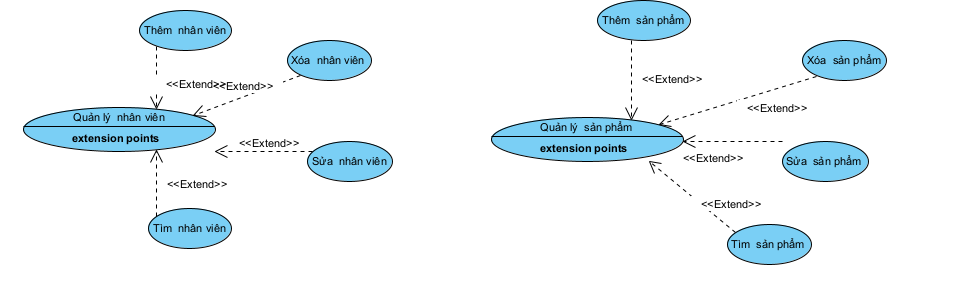 Thêm nhân viên
Xóa nhân viên
<<Extend>>
<<Extend>>
Quản lý nhân viên
extension points
<<Extend>>
Sửa nhân viên
<<Extend>>
Tìm nhân viên
Thêm sản phẩm
Xóa sản phẩm
<<Extend>>
<<Extend>>
Quản lý sản phẩm
extension points
<<Extend>>
Sửa sản phẩm
<<Extend>>
Tìm sản phẩm